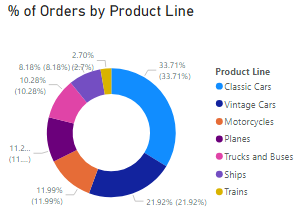 % of Orders by Product Line
2.70%
(2.7%)
8.18% (8.18%)
10.28%
(10.28%)
11.2...
(11....)
11.99%
(11.99%)
33.71%
(33.71%)
21.92% (21.92%)
Product Line
Classic Cars
Vintage Cars
Motorcycles
Planes
Trucks and Buses
Ships
Trains